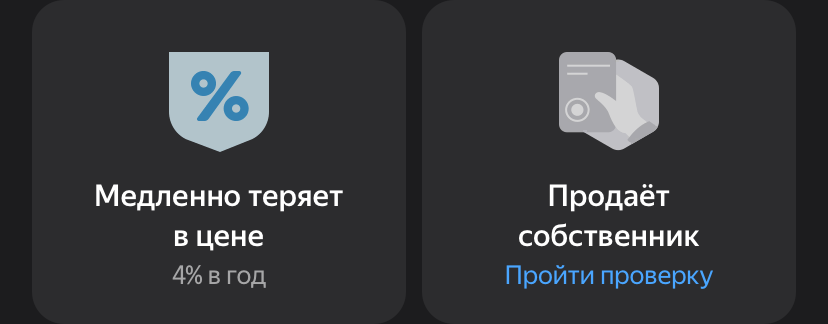 %
Медленно теряет
в цене
4% в год
Продаёт
собственник
Пройти проверку